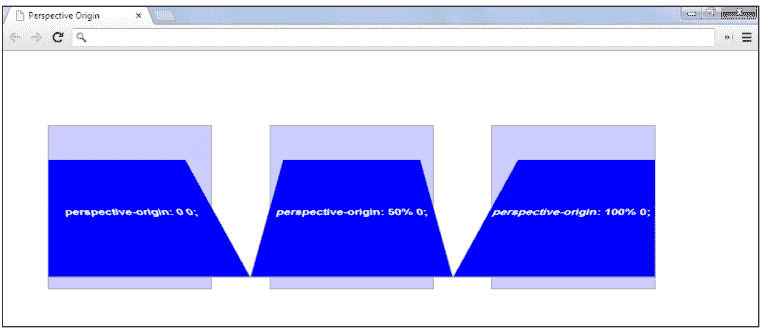 Perspective Origin
perspective-origin: 0 0;
perspective-origin: 50% 0;
perspective-origin: 100% 0;